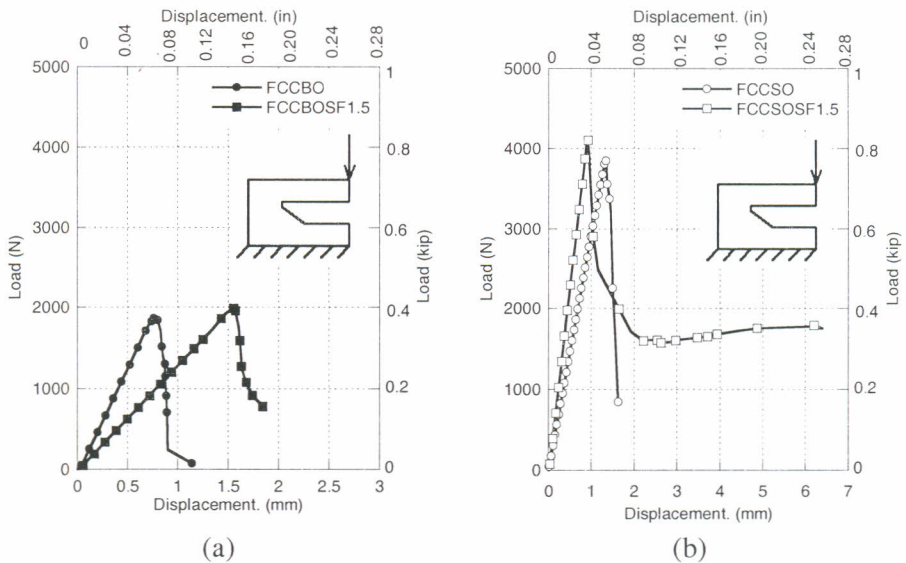 Displacement. (in)
0 0.04 0.08 0.12 0.16 0.20 0.24 0.28
5000 4000 3000 2000 1000 0
Load (N)
FCCBO
FCCBOSF1.5
1 0.8 0.6 0.4 0.2 0
Load (kip)
0 0.5 1 1.5 2 2.5 3
Displacement. (mm)
(a)
Displacement. (in)
0 0.04 0.08 0.12 0.16 0.20 0.26 0.28
5000 4000 3000 2000 1000 0
Load (N)
FCCSO
FCCSOSF1.5
1 0.8 0.6 0.4 0.2 0
Load (kip)
0 1 2 3 4 5 6 7
Displacement. (mm)
(b)